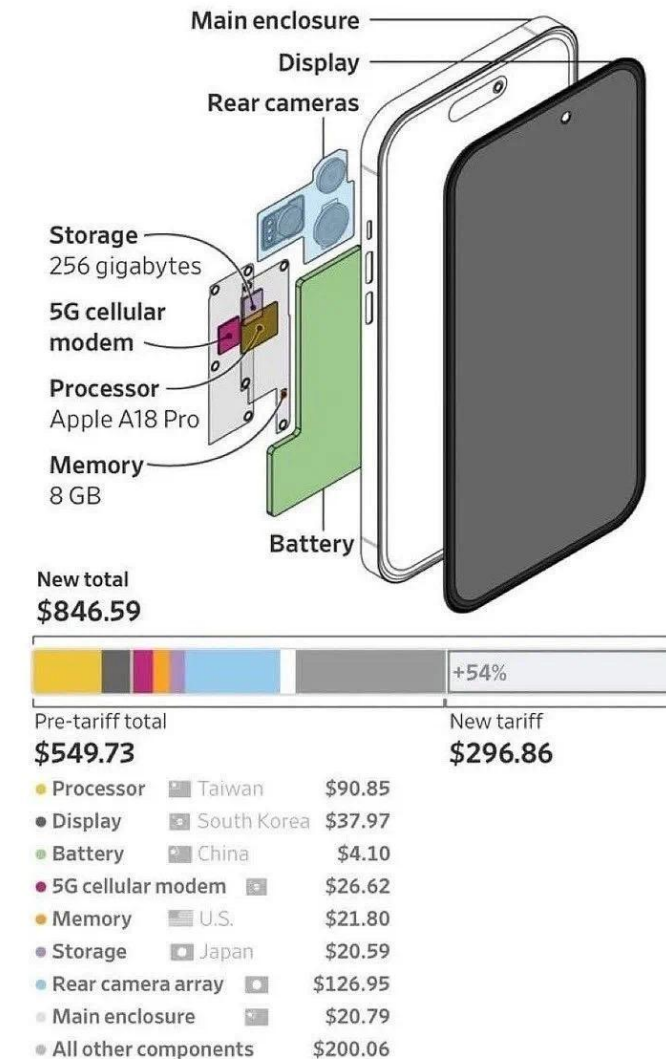 Main enclosure
Display
Rear cameras
Storage
256 gigabytes
5G cellular
modem
Processor
Apple A18 Pro
Memory
8 GB
Battery
New total
$846.59
+54%
Pre-tariff total
$549.73
New tariff
$296.86
Processor Taiwan $90.85
Display South Korea $37.97
Battery China $4.10
5G cellular modem $26.62
Memory U.S. $21.80
Storage Japan $20.59
Rear camera array $126.95
Main enclosure $20.79
All other components $200.06